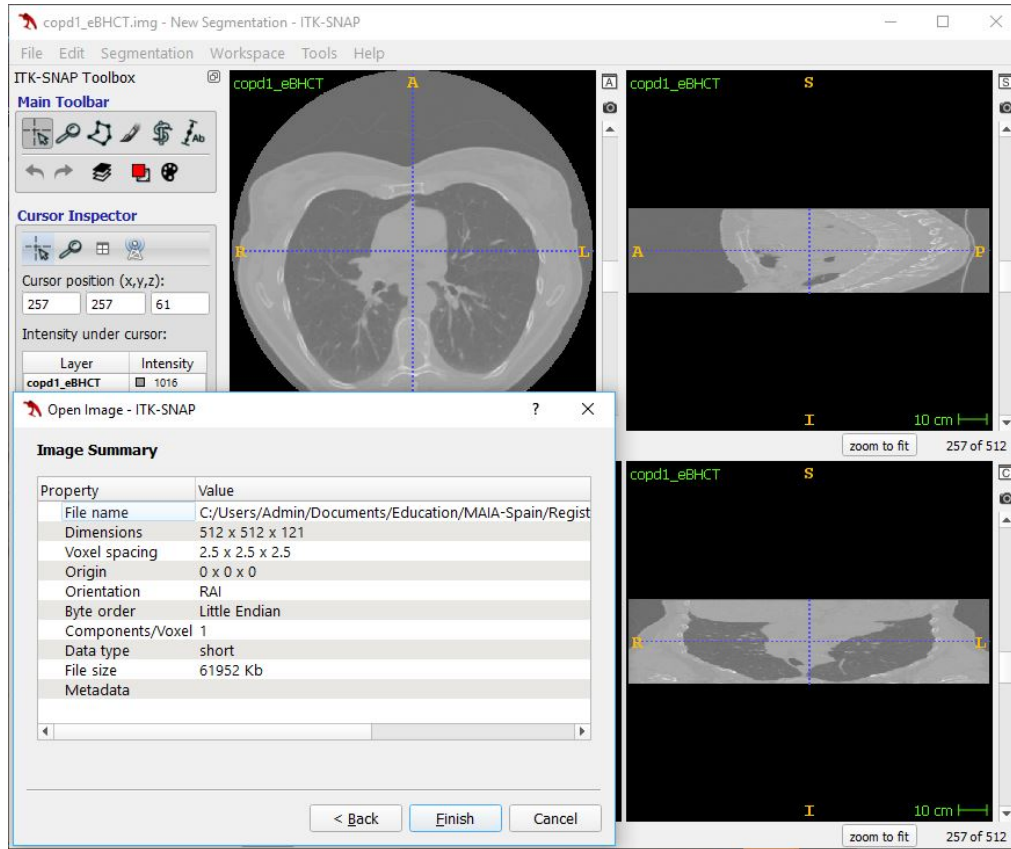 copd1_eBHCT.img - New Segmentation - ITK-SNAP
File Edit Segmentation Workspace Tools Help
ITK-SNAP Toolbox
Main Toolbar
Ab
Cursor Inspector
Cursor position (x,y,z):
257 257 61
Intensity under cursor:
Layer Intensity
copd1_eBHCT 1016
copd1_eBHCT
A
R
L
A
copd1_eBHCT
S
A
P
I
10 cm
S
zoom to fit 257 of 512
Open Image - ITK-SNAP
? X
Image Summary
Property Value
File name C:/Users/Admin/Documents/Education/MAIA-Spain/Regist
Dimensions 512 x 512 x 121
Voxel spacing 2.5 x 2.5 x 2.5
Origin 0 x 0 x 0
Orientation RAI
Byte order Little Endian
Components/Voxel 1
Data type short
File size 61952 Kb
Metadata
< Back Finish Cancel
copd1_eBHCT
S
R
L
I
10 cm
C
zoom to fit 257 of 512